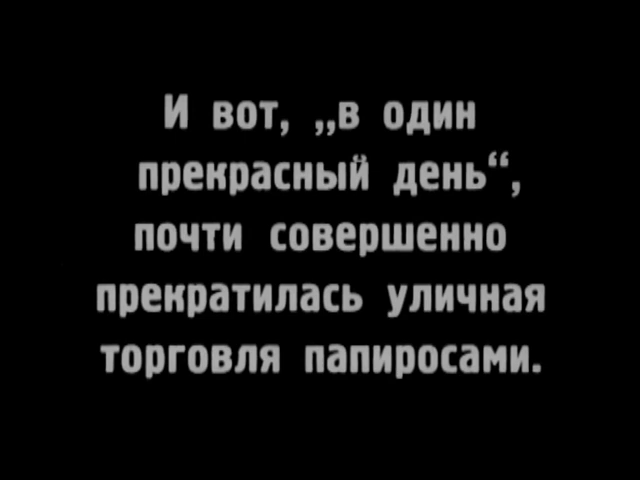 И вот, „в один
прекрасный день“,
почти совершенно
прекратилась уличная
торговля папиросами.